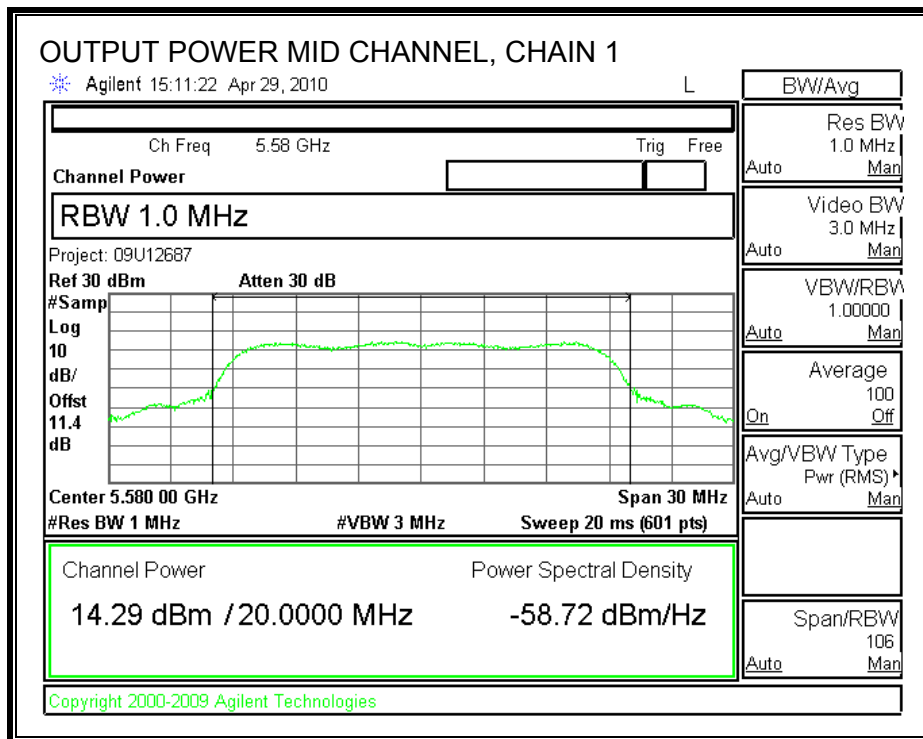 OUTPUT POWER MID CHANNEL, CHAIN 1
Agilent 15:11:22 Apr 29, 2010 L
Ch Freq 5.58 GHz Trig Free
Channel Power
RBW 1.0 MHz
Project: 09U12687
Ref 30 dBm Atten 30 dB
#Samp
Log
10
dB/
Offst
11.4
dB
Center 5.580 00 GHz Span 30 MHz
#Res BW 1 MHz #VBW 3 MHz Sweep 20 ms (601 pts)
Channel Power Power Spectral Density
14.29 dBm / 20.0000 MHz -58.72 dBm/Hz
Copyright 2000-2009 Agilent Technologies
BW/Avg
Res BW
1.0 MHz
Auto Man
Video BW
3.0 MHz
Auto Man
VBW/RBW
1.00000
Auto Man
Average
100
On Off
Avg/VBW Type
Pwr (RMS)
Auto Man
Span/RBW
106
Auto Man